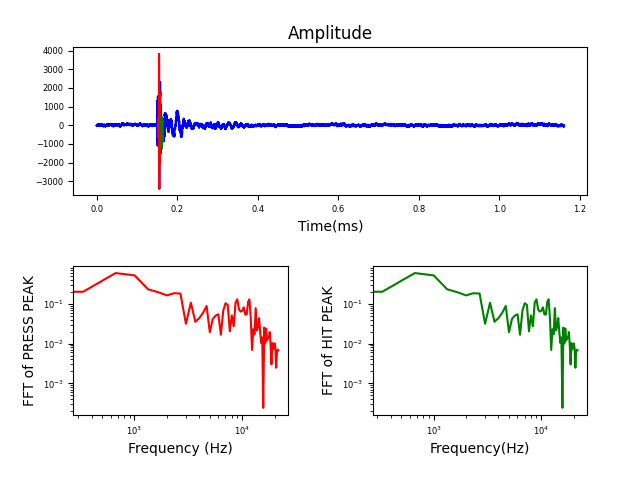 Amplitude
4000
3000
2000
1000
0
−1000
−2000
−3000
0.0 0.2 0.4 0.6 0.8 1.0 1.2
Time(ms)
FFT of PRESS PEAK
10⁻¹
10⁻²
10⁻³
10³ 10⁴
Frequency (Hz)
FFT of HIT PEAK
10⁻¹
10⁻²
10⁻³
10³ 10⁴
Frequency(Hz)